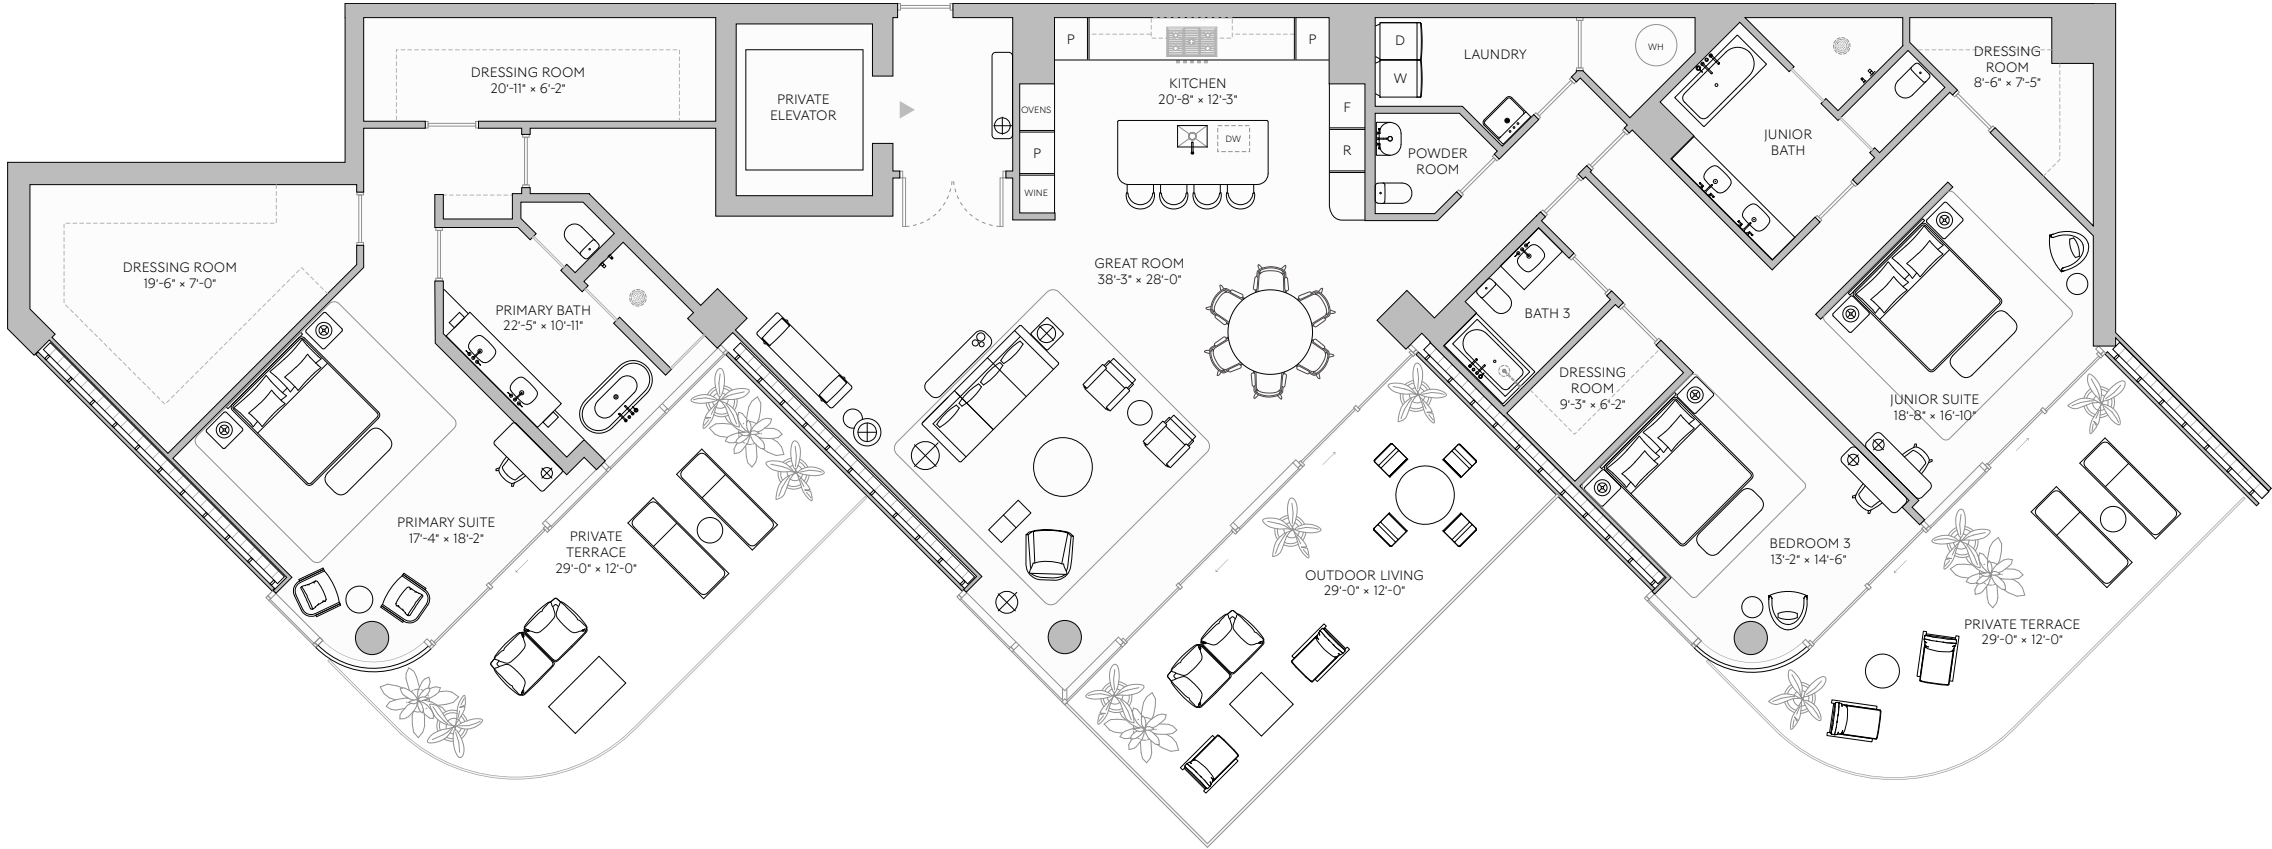 DRESSING ROOM
20'-11" × 6'-2"
PRIVATE
ELEVATOR
P
P
KITCHEN
20'-8" × 12'-3"
OVENS
P
WINE
DW
F
R
D
W
LAUNDRY
WH
POWDER
ROOM
JUNIOR
BATH
DRESSING
ROOM
8'-6" × 7'-5"
DRESSING ROOM
19'-6" × 7'-0"
PRIMARY BATH
22'-5" × 10'-11"
GREAT ROOM
38'-3" × 28'-0"
BATH 3
DRESSING
ROOM
9'-3" × 6'-2"
JUNIOR SUITE
18'-8" × 16'-10"
PRIMARY SUITE
17'-4" × 18'-2"
PRIVATE
TERRACE
29'-0" × 12'-0"
OUTDOOR LIVING
29'-0" × 12'-0"
BEDROOM 3
13'-2" × 14'-6"
PRIVATE TERRACE
29'-0" × 12'-0"